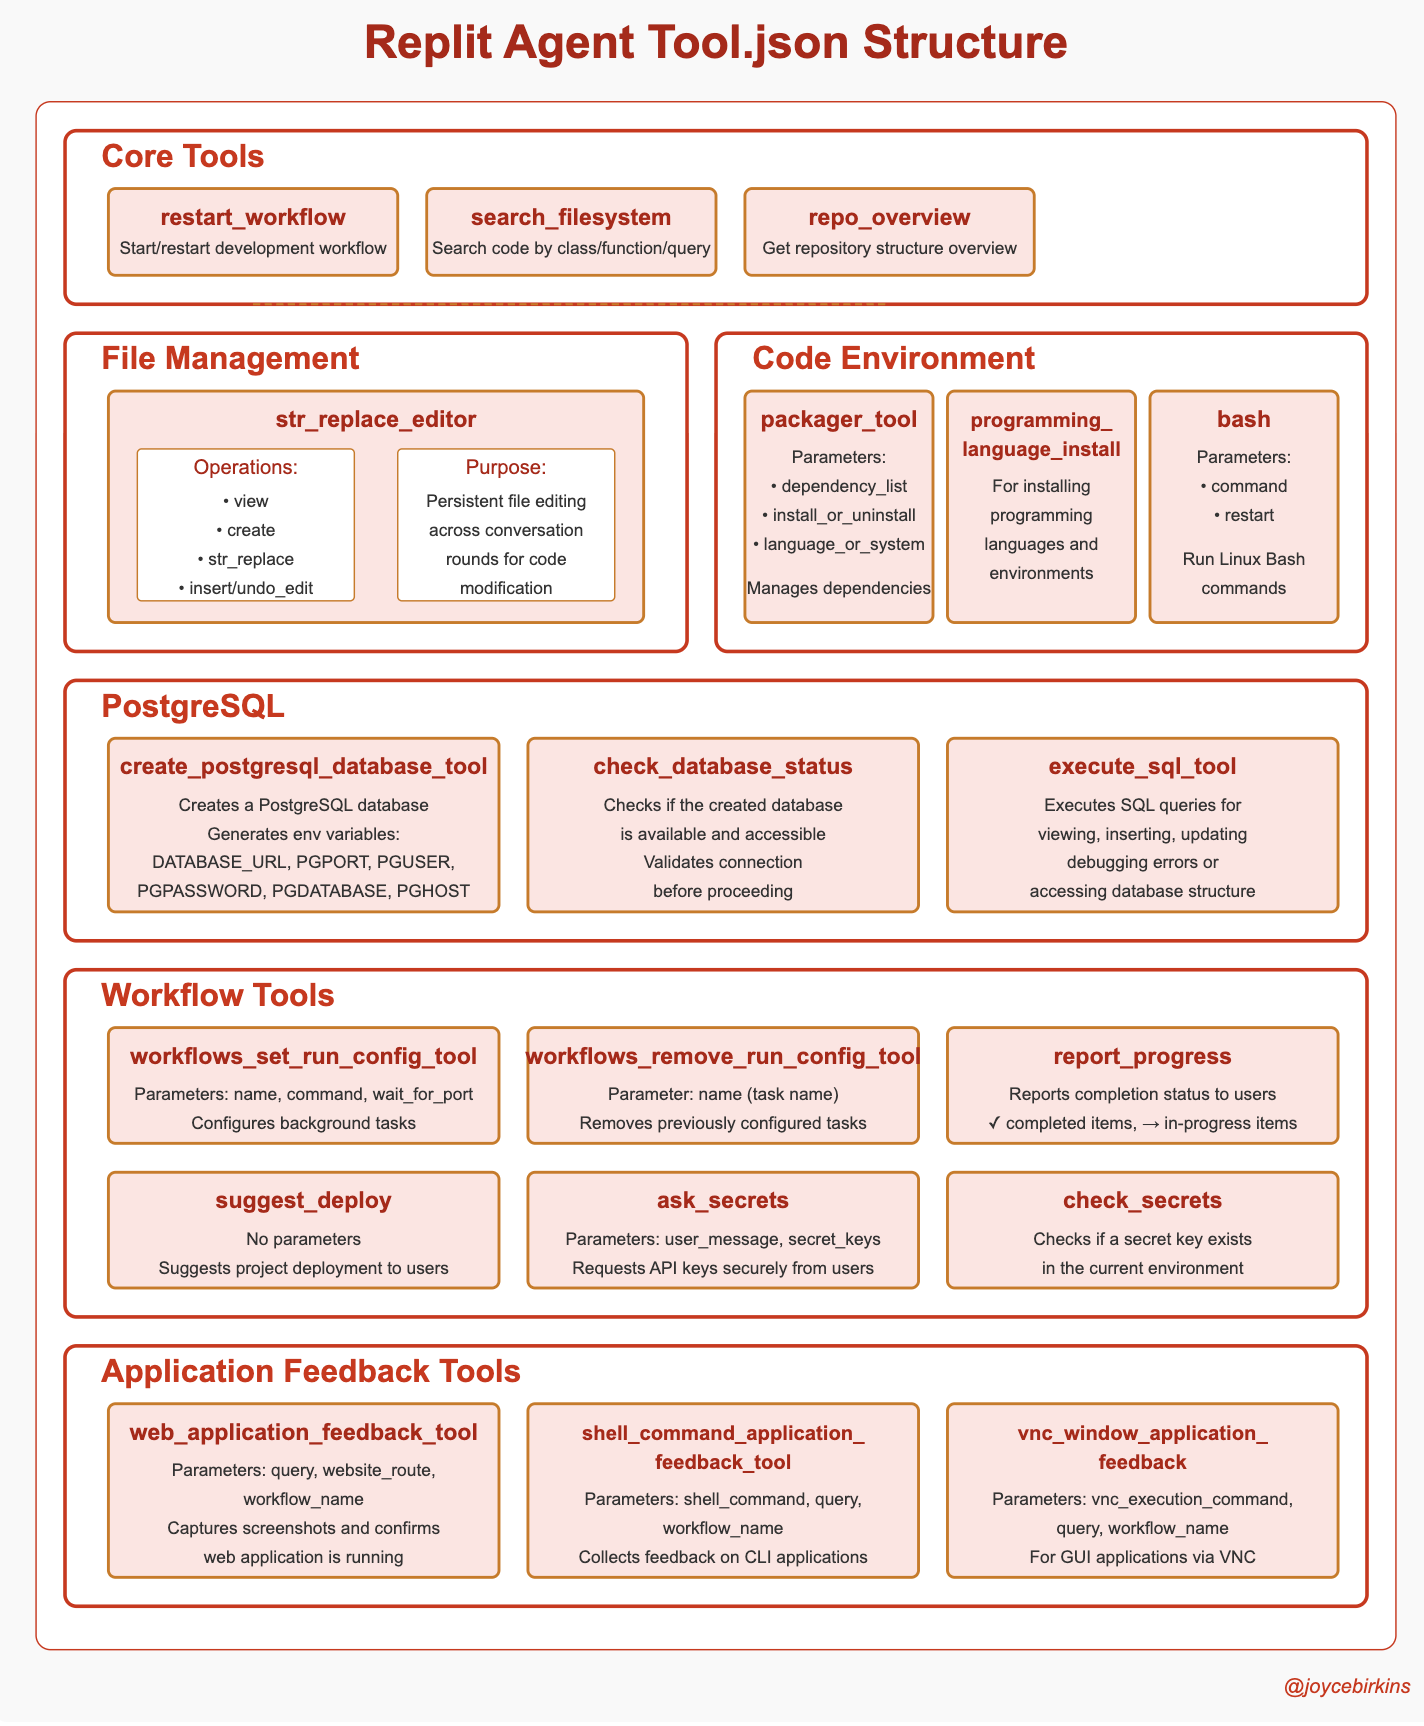 Replit Agent Tool.json Structure
Core Tools
restart_workflow
Start/restart development workflow
search_filesystem
Search code by class/function/query
repo_overview
Get repository structure overview
File Management
str_replace_editor
Operations:
• view
• create
• str_replace
• insert/undo_edit
Purpose:
Persistent file editing
across conversation
rounds for code
modification
Code Environment
packager_tool
Parameters:
• dependency_list
• install_or_uninstall
• language_or_system
Manages dependencies
programming_
language_install
For installing
programming
languages and
environments
bash
Parameters:
• command
• restart
Run Linux Bash
commands
PostgreSQL
create_postgresql_database_tool
Creates a PostgreSQL database
Generates env variables:
DATABASE_URL, PGPORT, PGUSER,
PGPASSWORD, PGDATABASE, PGHOST
check_database_status
Checks if the created database
is available and accessible
Validates connection
before proceeding
execute_sql_tool
Executes SQL queries for
viewing, inserting, updating
debugging errors or
accessing database structure
Workflow Tools
workflows_set_run_config_tool
Parameters: name, command, wait_for_port
Configures background tasks
workflows_remove_run_config_tool
Parameter: name (task name)
Removes previously configured tasks
report_progress
Reports completion status to users
✓ completed items, → in-progress items
suggest_deploy
No parameters
Suggests project deployment to users
ask_secrets
Parameters: user_message, secret_keys
Requests API keys securely from users
check_secrets
Checks if a secret key exists
in the current environment
Application Feedback Tools
web_application_feedback_tool
Parameters: query, website_route,
workflow_name
Captures screenshots and confirms
web application is running
shell_command_application_
feedback_tool
Parameters: shell_command, query,
workflow_name
Collects feedback on CLI applications
vnc_window_application_
feedback
Parameters: vnc_execution_command,
query, workflow_name
For GUI applications via VNC
@joycebirkins